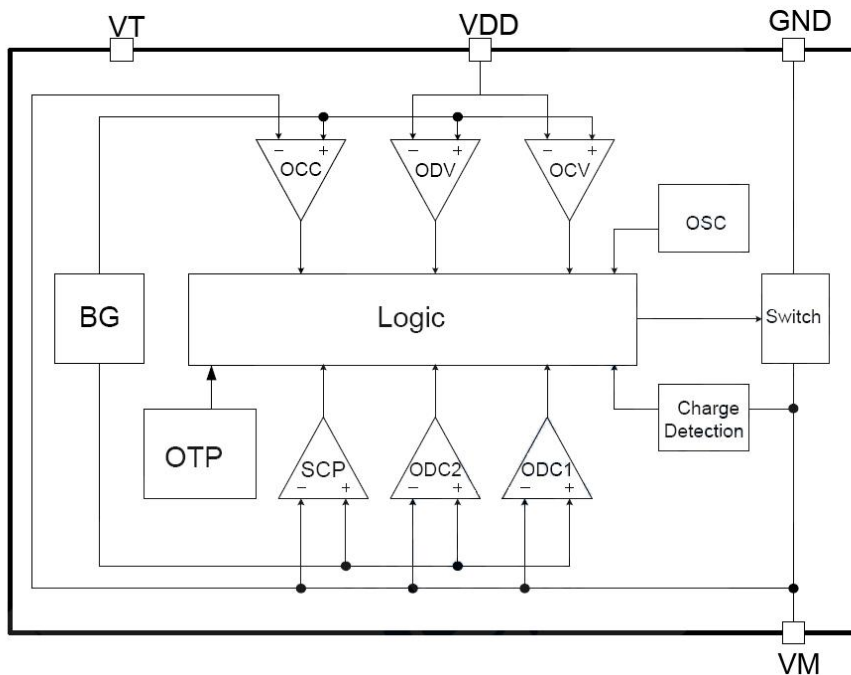 VT
VDD
GND
− +
− +
− +
OCC
ODV
OCV
OSC
BG
Logic
Switch
OTP
Charge
Detection
SCP
ODC2
ODC1
− +
− +
− +
VM